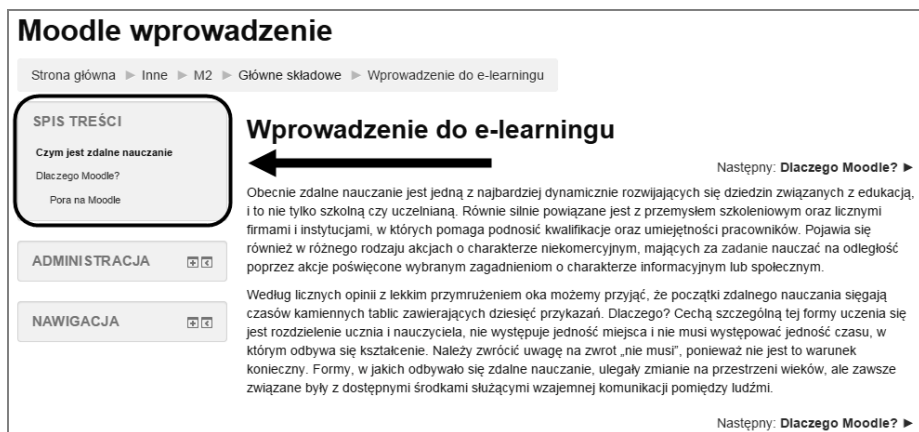 Moodle wprowadzenie
Strona główna ► Inne ► M2 ► Główne składowe ► Wprowadzenie do e-learningu
SPIS TREŚCI
Czym jest zdalne nauczanie
Dlaczego Moodle?
Pora na Moodle
ADMINISTRACJA
NAWIGACJA
Wprowadzenie do e-learningu
Następny: Dlaczego Moodle? ►
Obecnie zdalne nauczanie jest jedną z najbardziej dynamicznie rozwijających się dziedzin związanych z edukacją,
i to nie tylko szkolną czy uczelnianą. Równie silnie powiązane jest z przemysłem szkoleniowym oraz licznymi
firmami i instytucjami, w których pomaga podnosić kwalifikacje oraz umiejętności pracowników. Pojawia się
również w różnego rodzaju akcjach o charakterze niekomercyjnym, mających za zadanie nauczać na odległość
poprzez akcje poświęcone wybranym zagadnieniom o charakterze informacyjnym lub społecznym.
Według licznych opinii z lekkim przymrużeniem oka możemy przyjąć, że początki zdalnego nauczania sięgają
czasów kamiennych tablic zawierających dziesięć przykazań. Dlaczego? Cechą szczególną tej formy uczenia się
jest rozdzielenie ucznia i nauczyciela, nie występuje jedność miejsca i nie musi występować jedność czasu, w
którym odbywa się kształcenie. Należy zwrócić uwagę na zwrot „nie musi”, ponieważ nie jest to warunek
konieczny. Formy, w jakich odbywało się zdalne nauczanie, ulegały zmianie na przestrzeni wieków, ale zawsze
związane były z dostępnymi środkami służącymi wzajemnej komunikacji pomiędzy ludźmi.
Następny: Dlaczego Moodle? ►